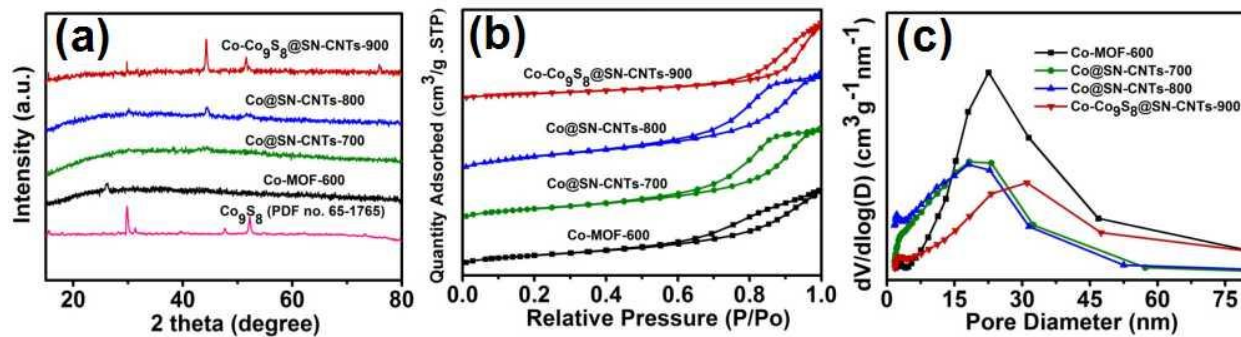 (a)
Co-Co9S8@SN-CNTs-900
Co@SN-CNTs-800
Co@SN-CNTs-700
Co-MOF-600
Co9S8 (PDF no. 65-1765)
Intensity (a.u.)
20 40 60 80
2 theta (degree)
(b)
Co-Co9S8@SN-CNTs-900
Co@SN-CNTs-800
Co@SN-CNTs-700
Co-MOF-600
Quantity Adsorbed (cm3/g .STP)
0.0 0.2 0.4 0.6 0.8 1.0
Relative Pressure (P/Po)
(c)
Co-MOF-600
Co@SN-CNTs-700
Co@SN-CNTs-800
Co-Co9S8@SN-CNTs-900
dV/dlog(D) (cm3g-1nm-1)
0 15 30 45 60 75
Pore Diameter (nm)